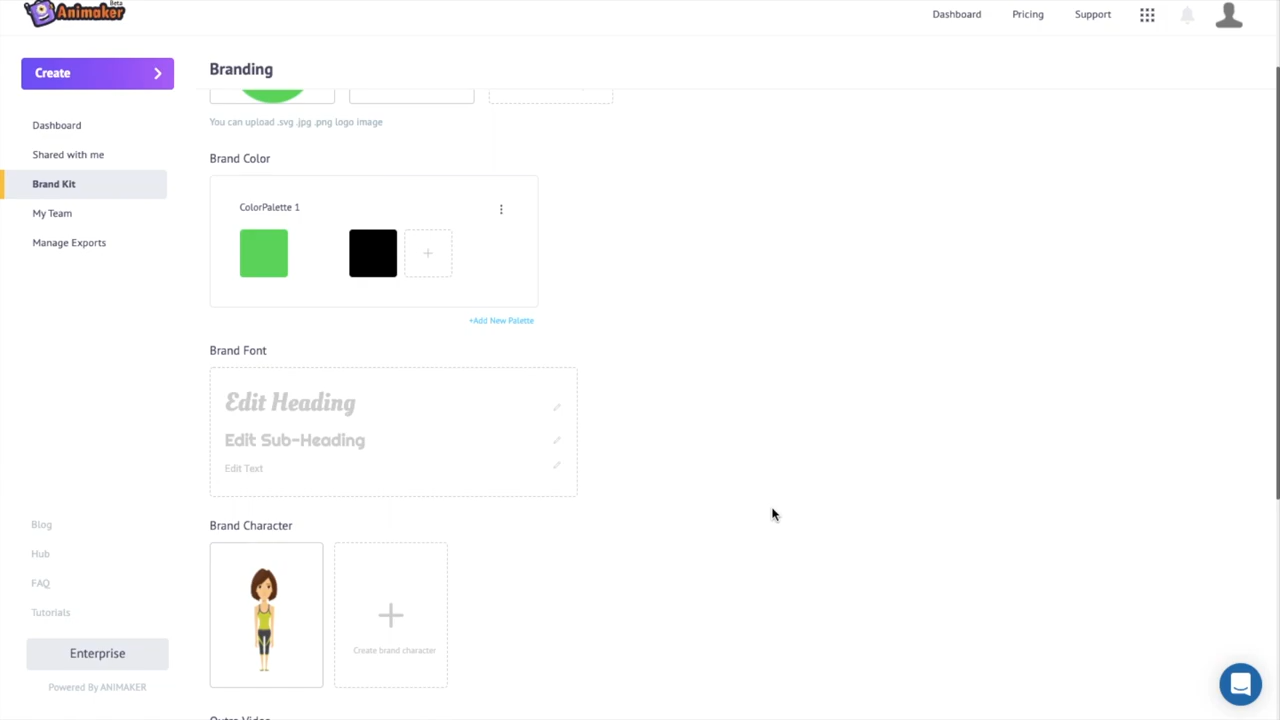 Animaker
Beta
Dashboard
Pricing
Support
Create
Branding
You can upload .svg .jpg .png logo image
Dashboard
Shared with me
Brand Kit
My Team
Manage Exports
Brand Color
ColorPalette 1
+Add New Palette
Brand Font
Edit Heading
Edit Sub-Heading
Edit Text
Brand Character
Create brand character
Blog
Hub
FAQ
Tutorials
Enterprise
Powered By ANIMAKER
Outro Video